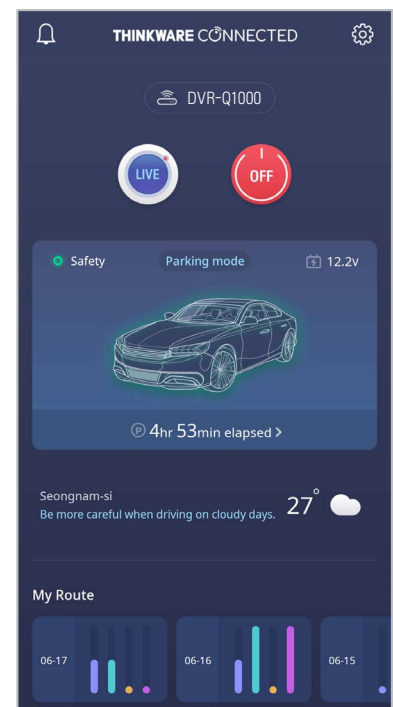 THINKWARE CONNECTED
DVR-Q1000
LIVE
OFF
Safety
Parking mode
12.2v
P 4hr 53min elapsed >
Seongnam-si
Be more careful when driving on cloudy days.
27°
My Route
06-17
06-16
06-15